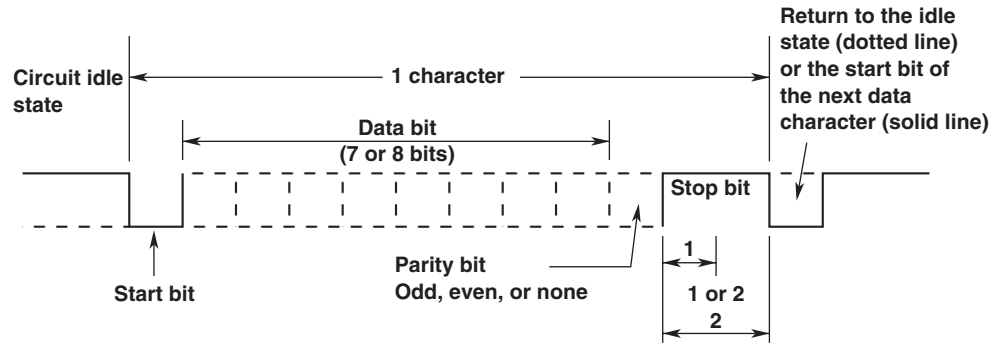 Return to the idle
state (dotted line)
or the start bit of
the next data
character (solid line)
Circuit idle
state
1 character
Data bit
(7 or 8 bits)
Stop bit
Start bit
Parity bit
Odd, even, or none
1
1 or 2
2